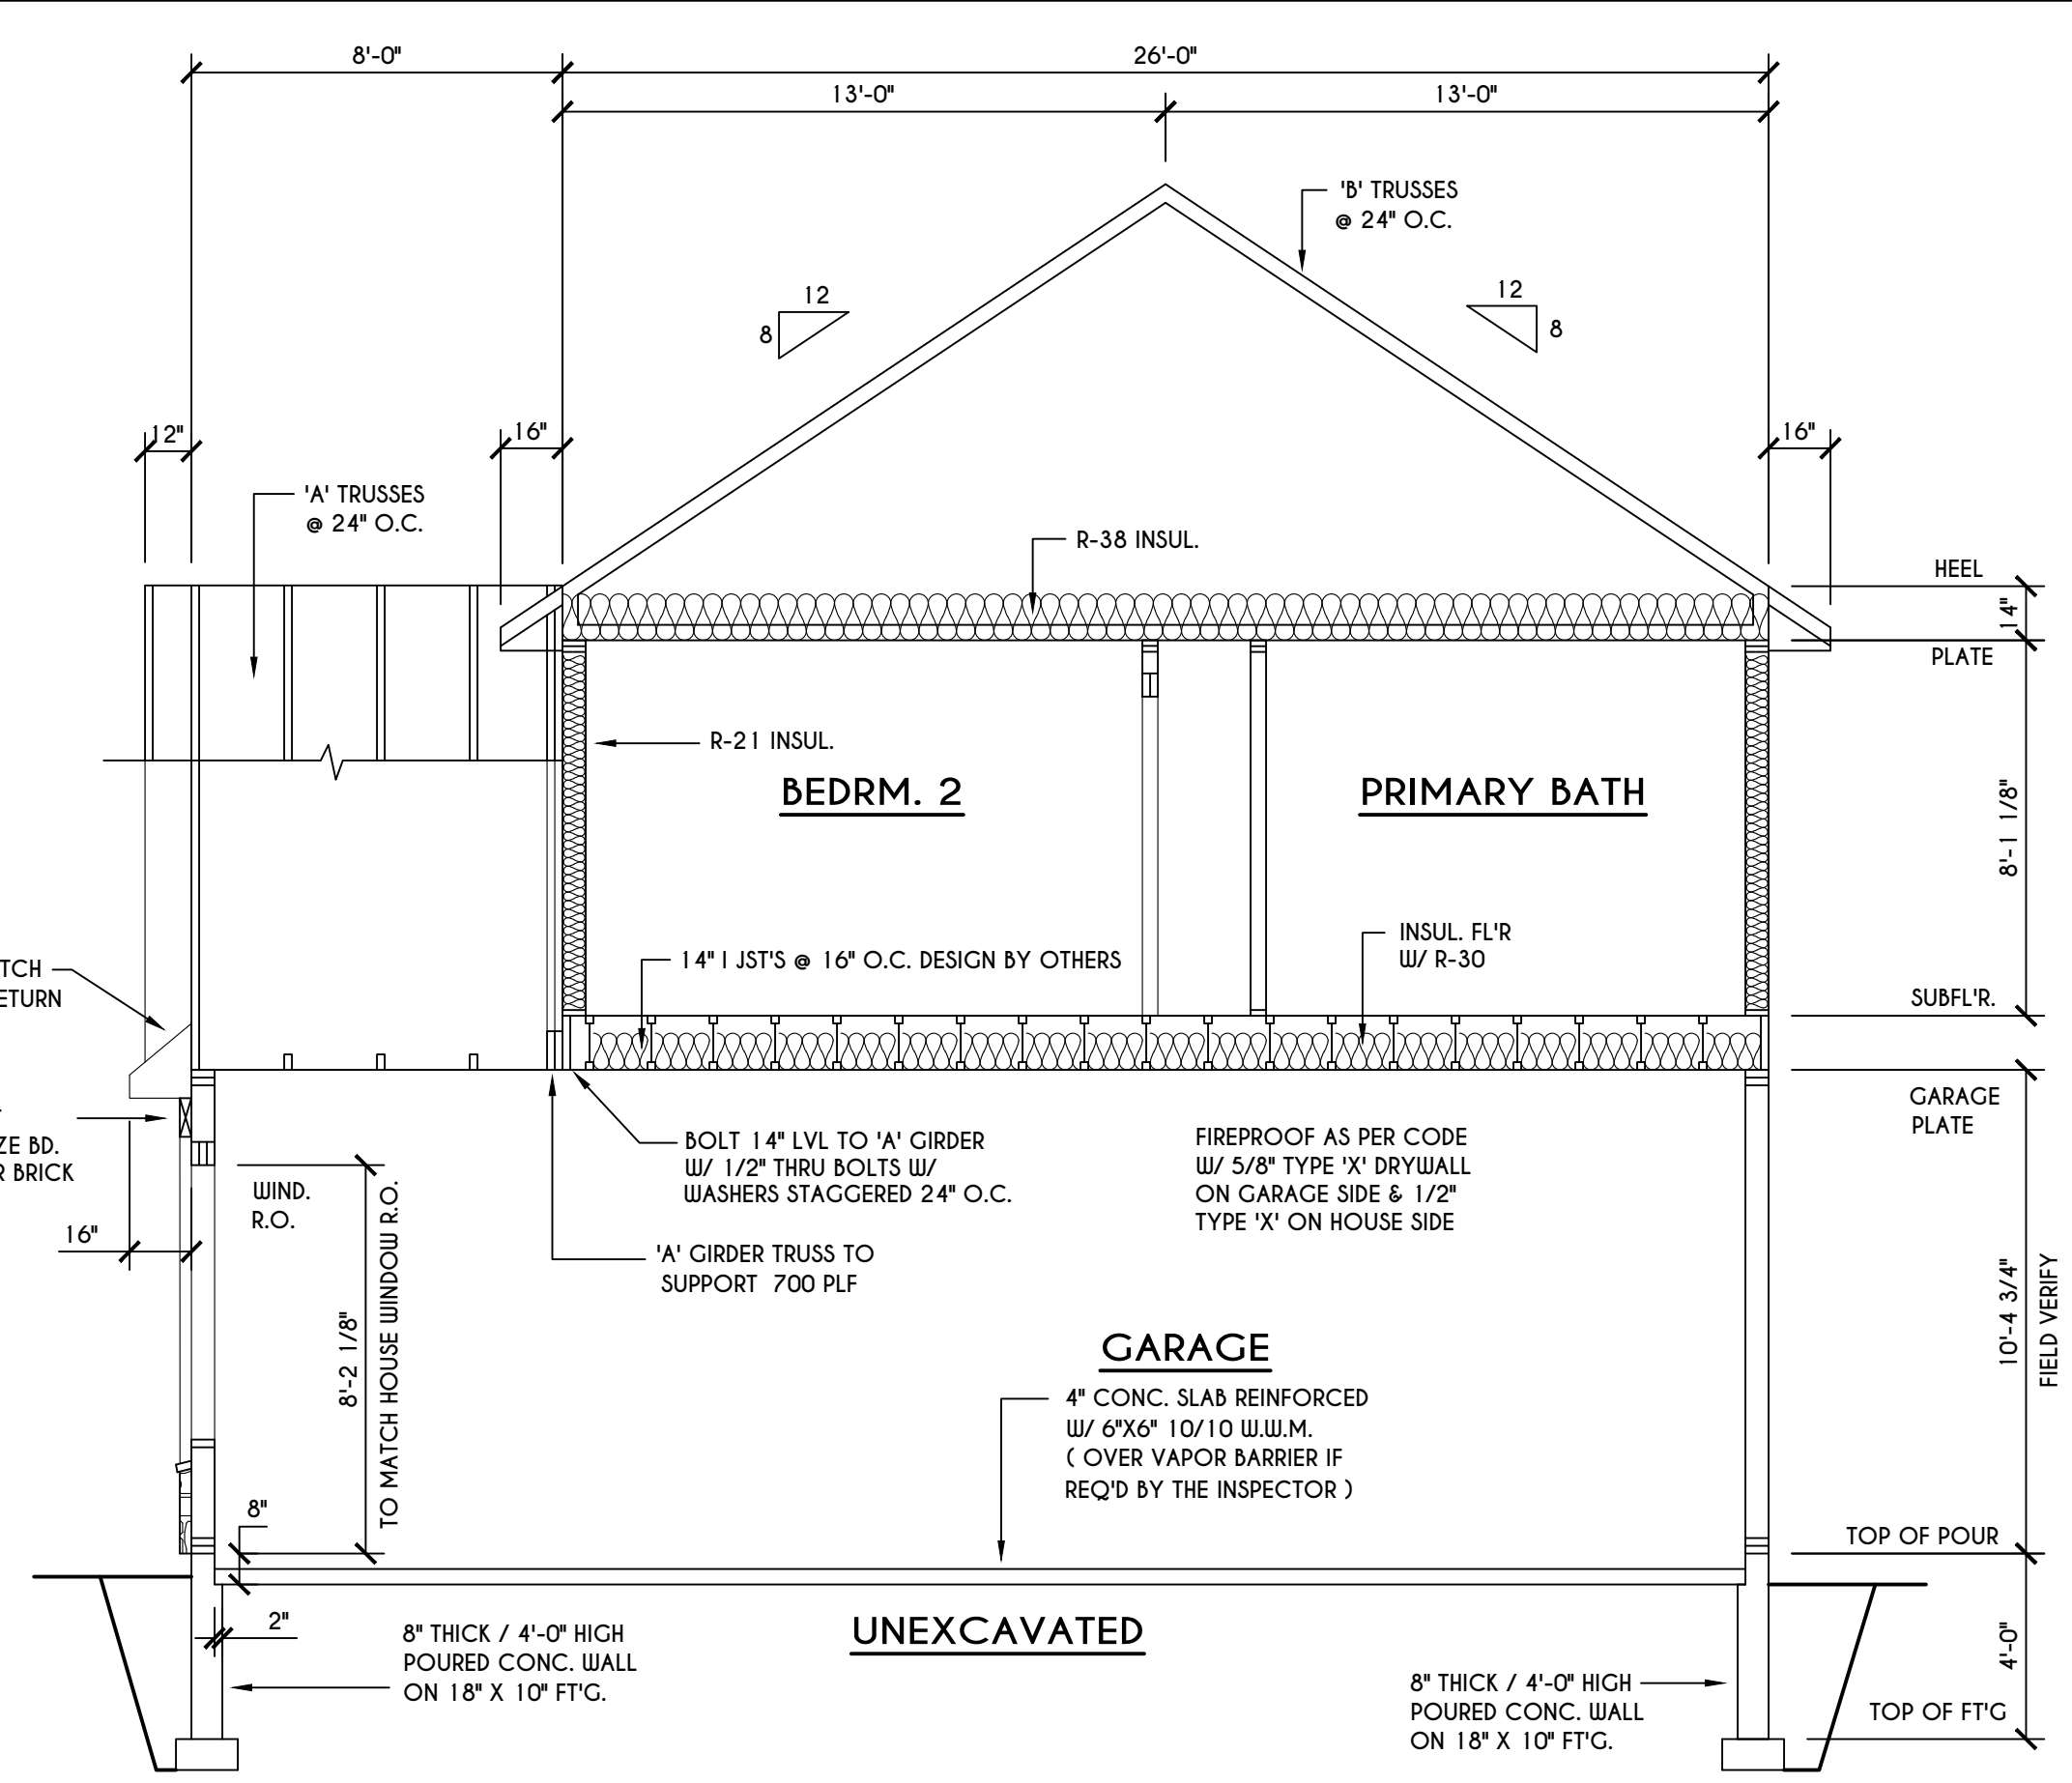 8'-0"
26'-0"
13'-0"
13'-0"
'B' TRUSSES
@ 24" O.C.
12
8
12
8
12"
16"
16"
'A' TRUSSES
@ 24" O.C.
R-38 INSUL.
HEEL
14"
PLATE
R-21 INSUL.
BEDRM. 2
PRIMARY BATH
8'-1 1/8"
14" I JST'S @ 16" O.C. DESIGN BY OTHERS
INSUL. FL'R
W/ R-30
TCH
ETURN
SUBFL'R.
GARAGE
PLATE
ZE BD.
R BRICK
BOLT 14" LVL TO 'A' GIRDER
W/ 1/2" THRU BOLTS W/
WASHERS STAGGERED 24" O.C.
FIREPROOF AS PER CODE
W/ 5/8" TYPE 'X' DRYWALL
ON GARAGE SIDE & 1/2"
TYPE 'X' ON HOUSE SIDE
WIND.
R.O.
16"
'A' GIRDER TRUSS TO
SUPPORT 700 PLF
8'-2 1/8"
TO MATCH HOUSE WINDOW R.O.
10'-4 3/4"
FIELD VERIFY
GARAGE
4" CONC. SLAB REINFORCED
W/ 6"X6" 10/10 W.W.M.
( OVER VAPOR BARRIER IF
REQ'D BY THE INSPECTOR )
8"
TOP OF POUR
2"
UNEXCAVATED
8" THICK / 4'-0" HIGH
POURED CONC. WALL
ON 18" X 10" FT'G.
8" THICK / 4'-0" HIGH
POURED CONC. WALL
ON 18" X 10" FT'G.
4'-0"
TOP OF FT'G